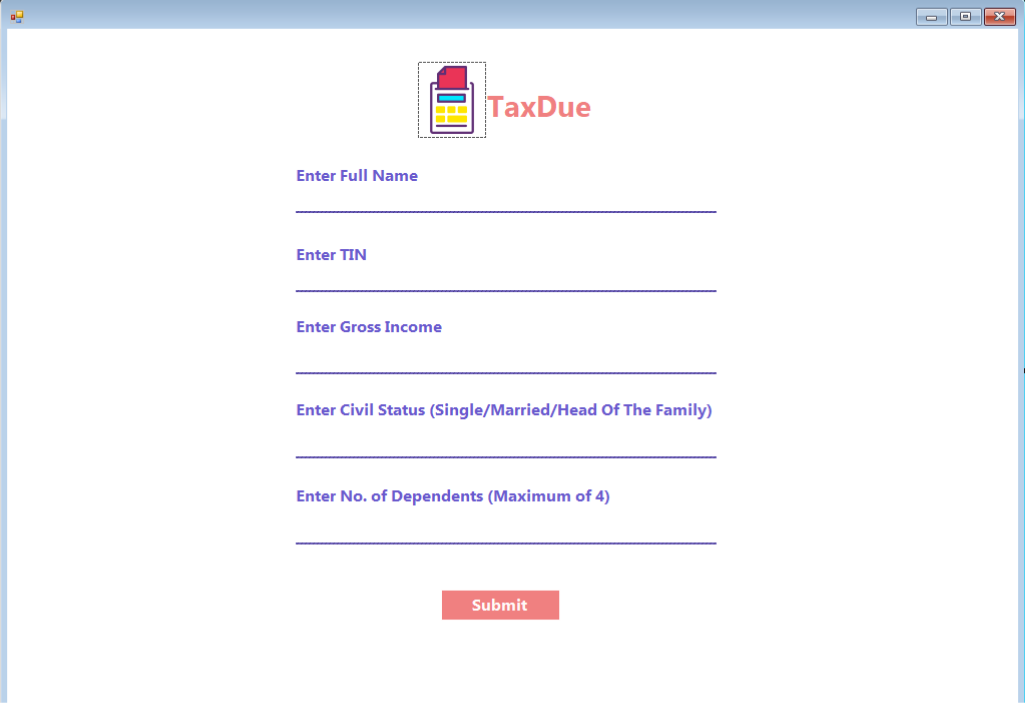 TaxDue
Enter Full Name
Enter TIN
Enter Gross Income
Enter Civil Status (Single/Married/Head Of The Family)
Enter No. of Dependents (Maximum of 4)
Submit